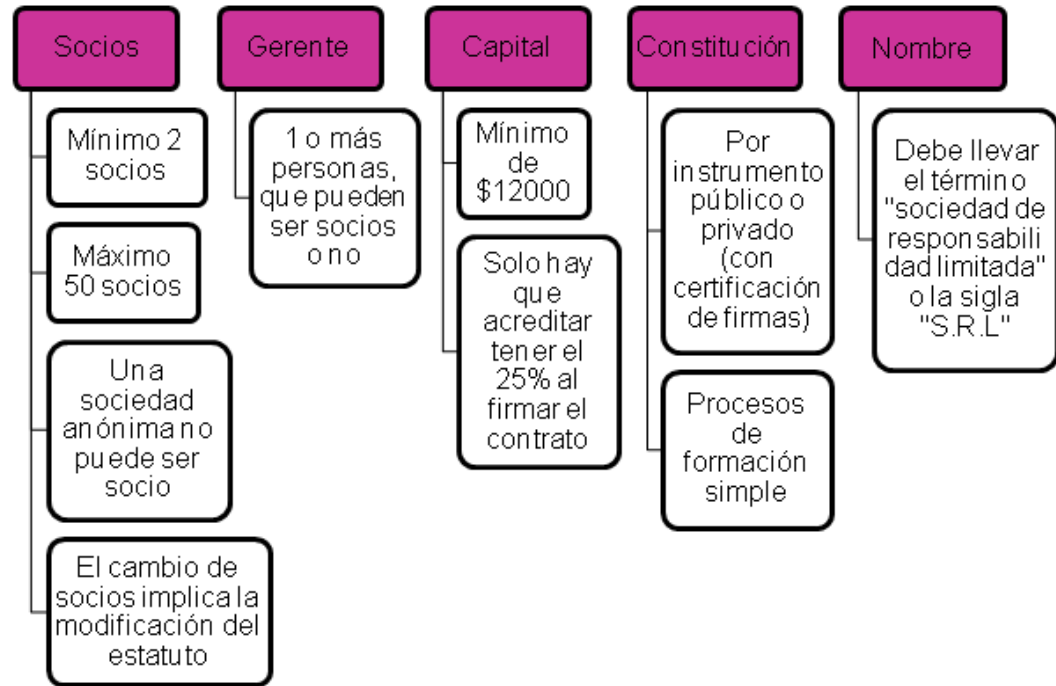 Socios
Mínimo 2
socios
Máximo
50 socios
Una
sociedad
anónima no
puede ser
socio
El cambio de
socios implica la
modificación del
estatuto
Gerente
1 o más
personas,
que pueden
ser socios
o no
Capital
Mínimo
de
$12000
Solo hay
que
acreditar
tener el
25% al
firmar el
contrato
Constitución
Por
instrumento
público o
privado
(con
certificación
de firmas)
Procesos
de
formación
simple
Nombre
Debe llevar
el término
"sociedad de
responsabili
dad limitada"
o la sigla
"S.R.L"